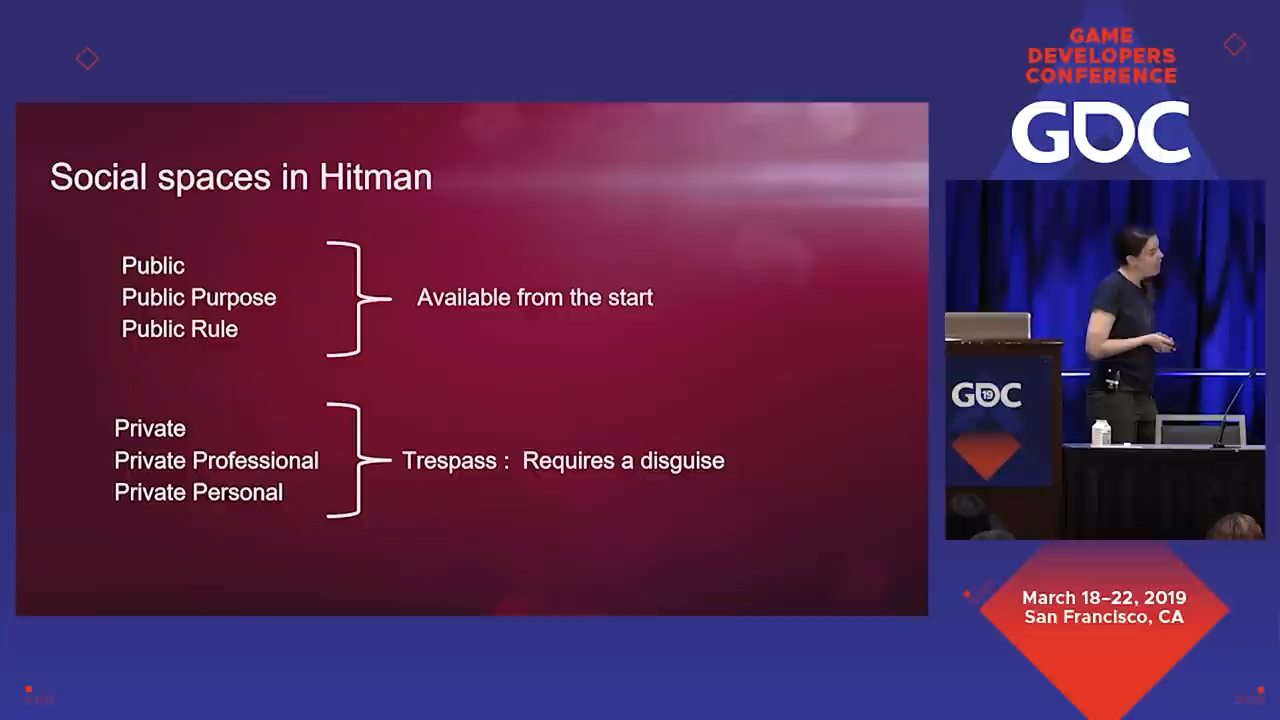 GAME
DEVELOPERS
CONFERENCE
GDC
Social spaces in Hitman
Public
Public Purpose
Public Rule
Available from the start
Private
Private Professional
Private Personal
Trespass : Requires a disguise
GDC
19
March 18–22, 2019
San Francisco, CA